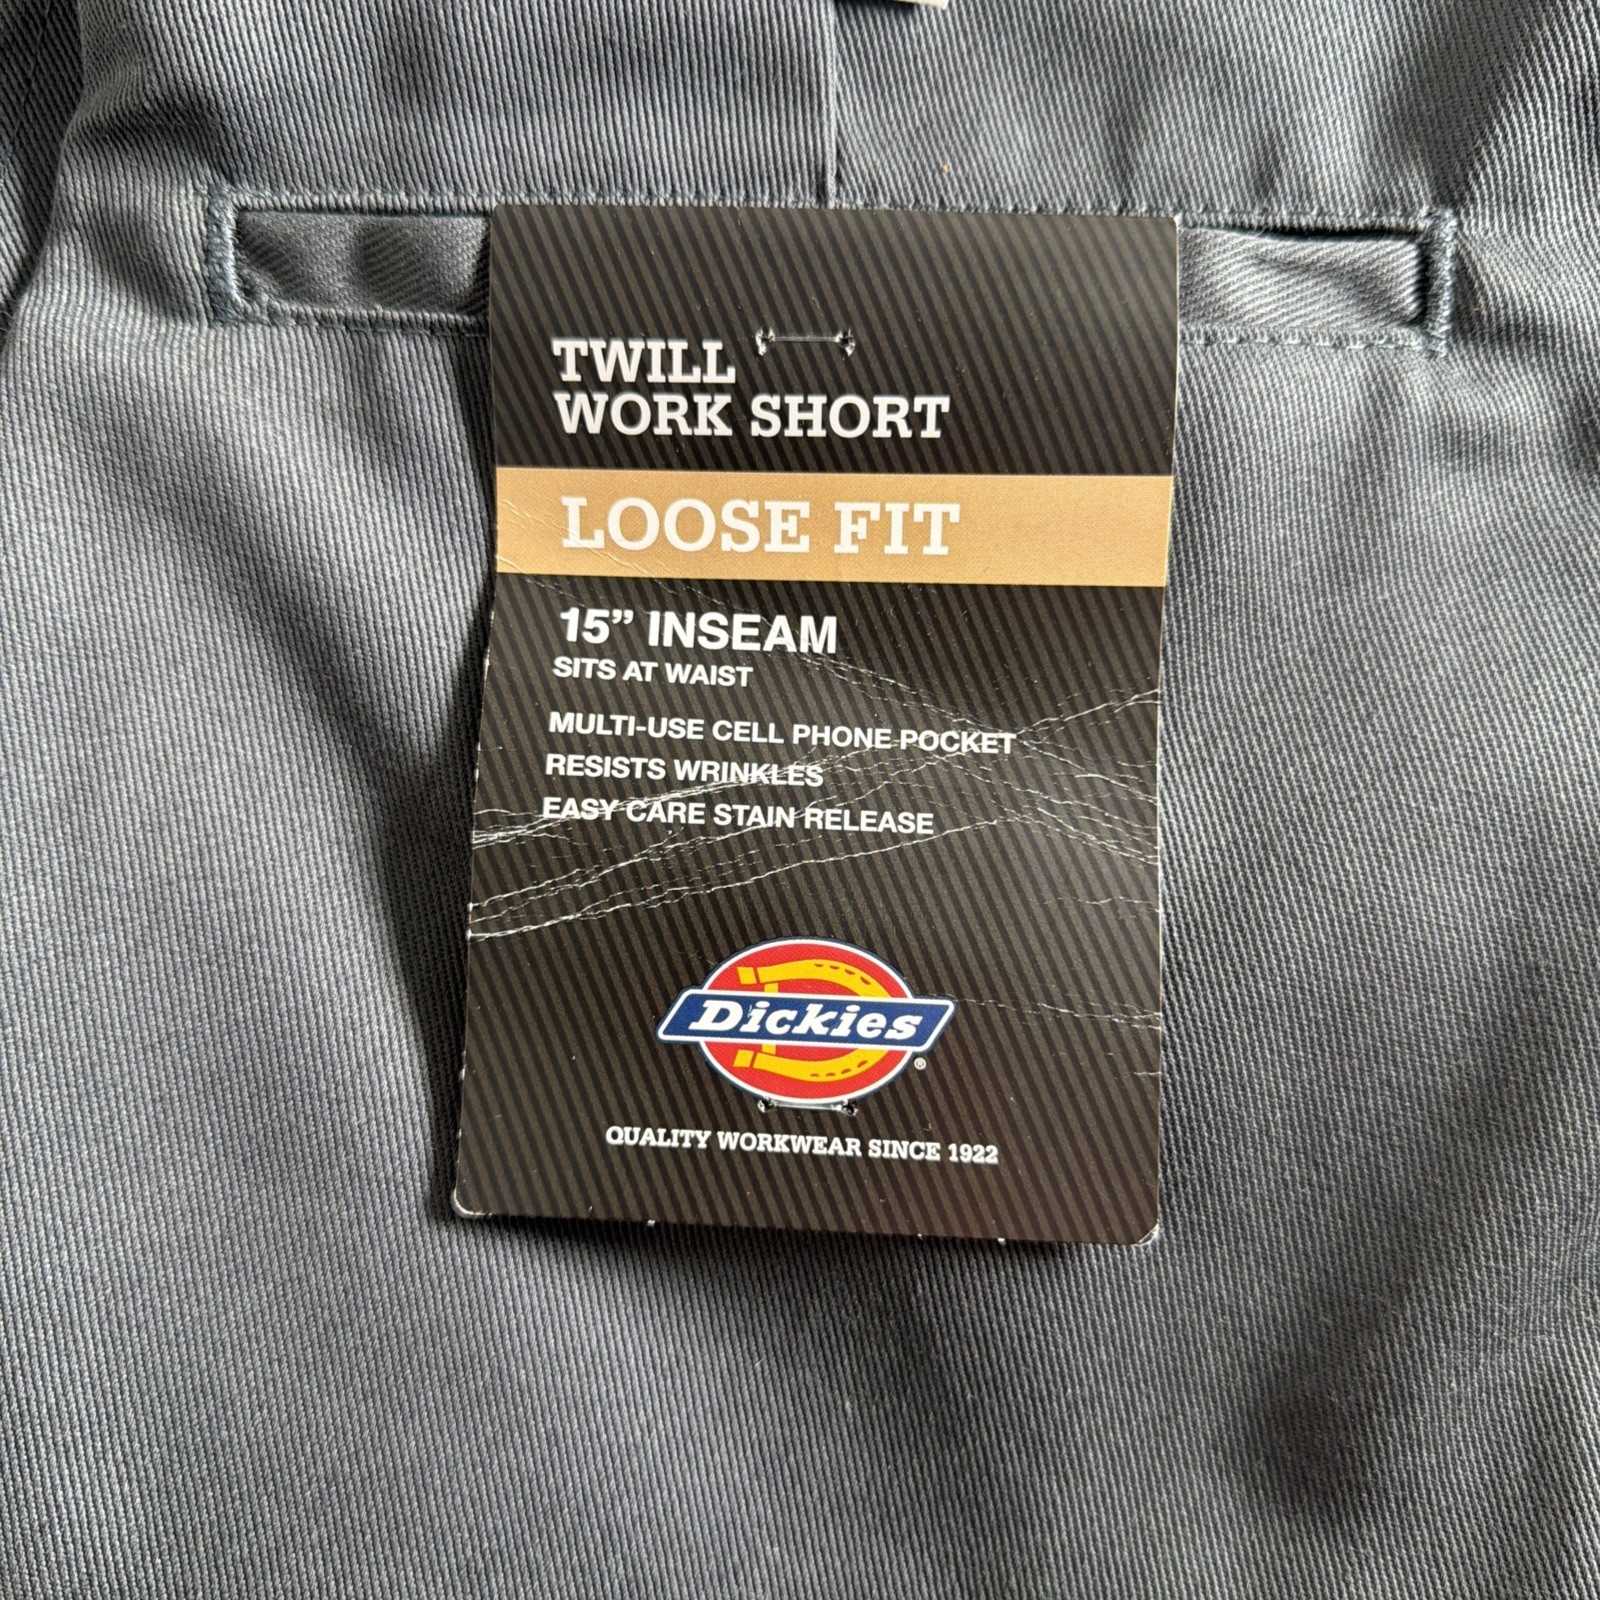 TWILL
WORK SHORT
LOOSE FIT
15” INSEAM
SITS AT WAIST
MULTI-USE CELL PHONE POCKET
RESISTS WRINKLES
EASY CARE STAIN RELEASE
Dickies
®
QUALITY WORKWEAR SINCE 1922